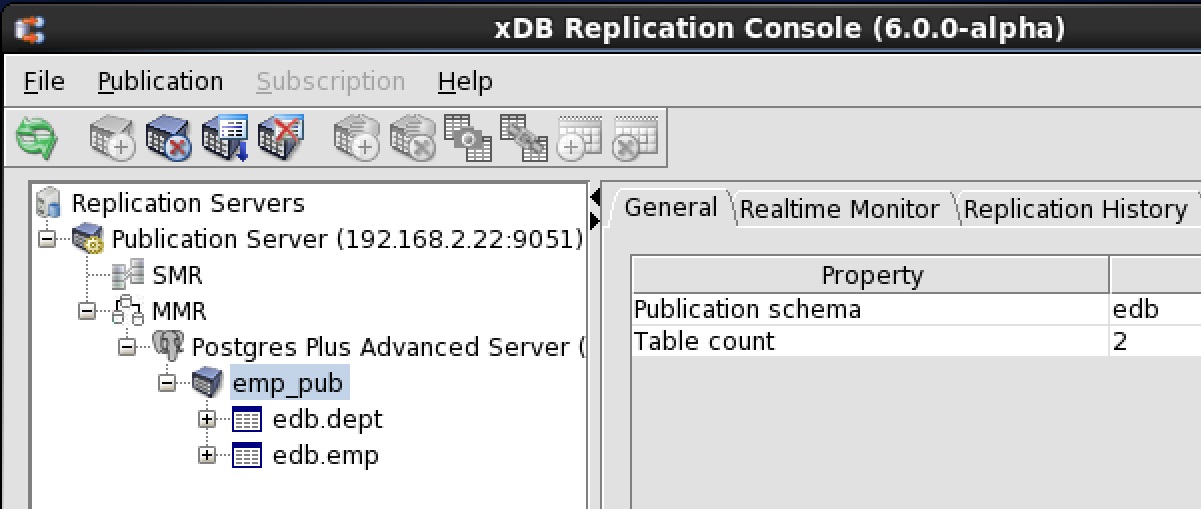 xDB Replication Console (6.0.0-alpha)
File Publication Subscription Help
Replication Servers
Publication Server (192.168.2.22:9051)
SMR
MMR
Postgres Plus Advanced Server (
emp_pub
edb.dept
edb.emp
General Realtime Monitor Replication History
Property
Publication schema edb
Table count 2